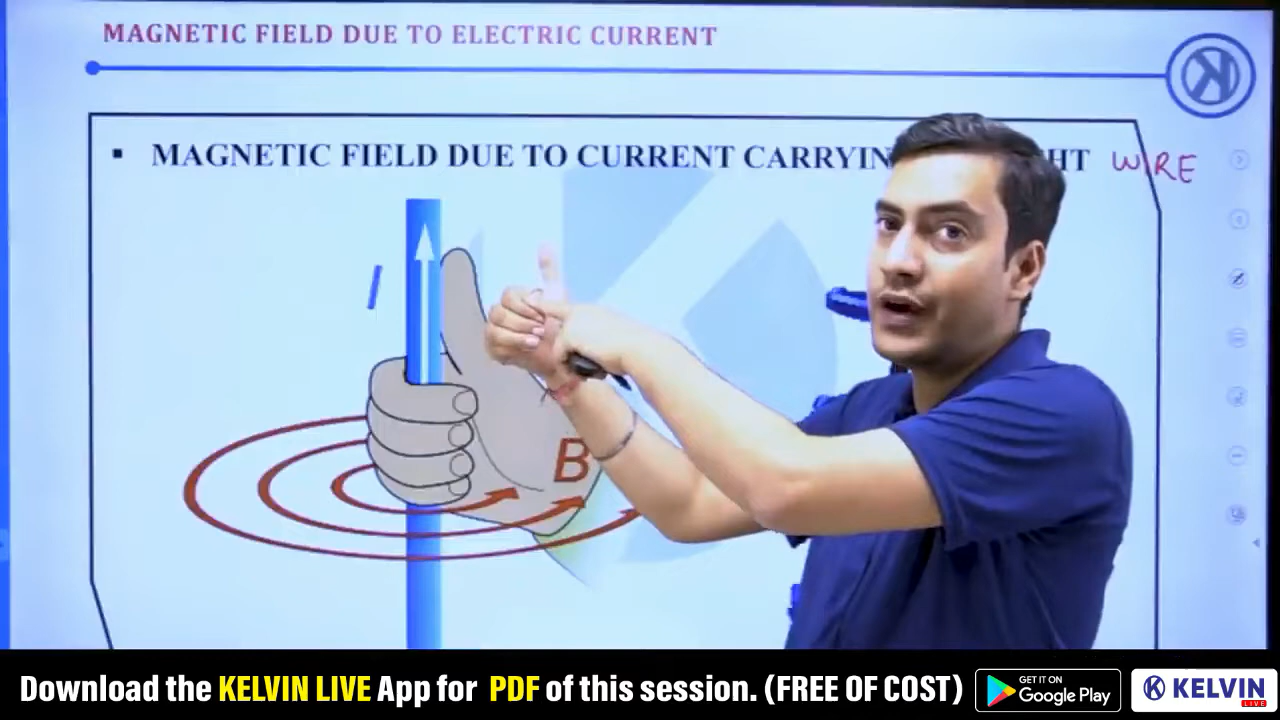 MAGNETIC FIELD DUE TO ELECTRIC CURRENT
▪ MAGNETIC FIELD DUE TO CURRENT CARRYIN HT WIRE
I
B
Download the KELVIN LIVE App for PDF of this session. (FREE OF COST)
GET IT ON
Google Play
KELVIN
LIVE